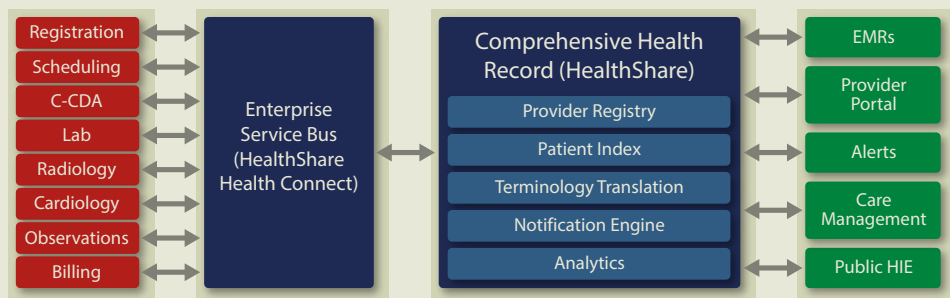 Registration
Scheduling
C-CDA
Lab
Radiology
Cardiology
Observations
Billing
Enterprise
Service Bus
(HealthShare
Health Connect)
Comprehensive Health
Record (HealthShare)
Provider Registry
Patient Index
Terminology Translation
Notification Engine
Analytics
EMRs
Provider
Portal
Alerts
Care
Management
Public HIE